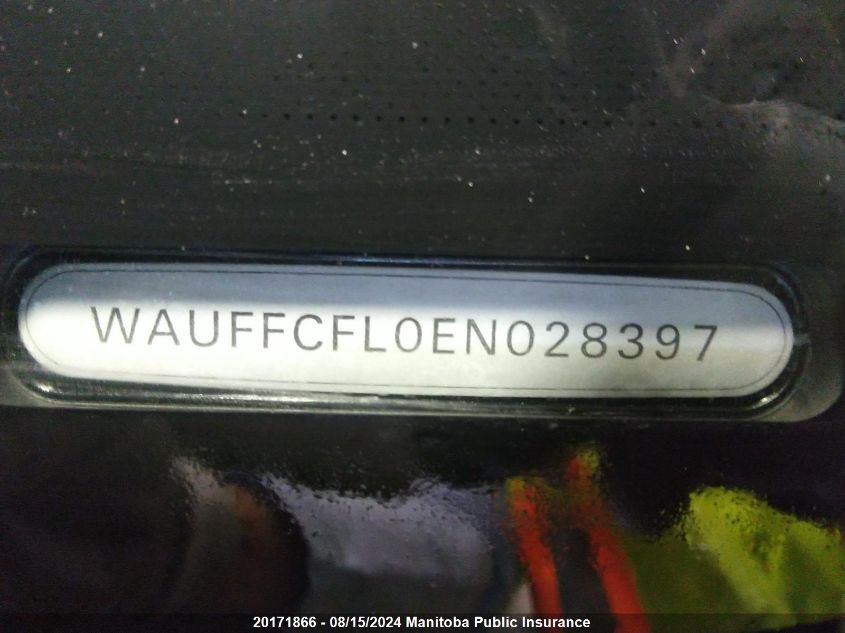 WAUFFCFL0EN028397
20171866 - 08/15/2024 Manitoba Public Insurance